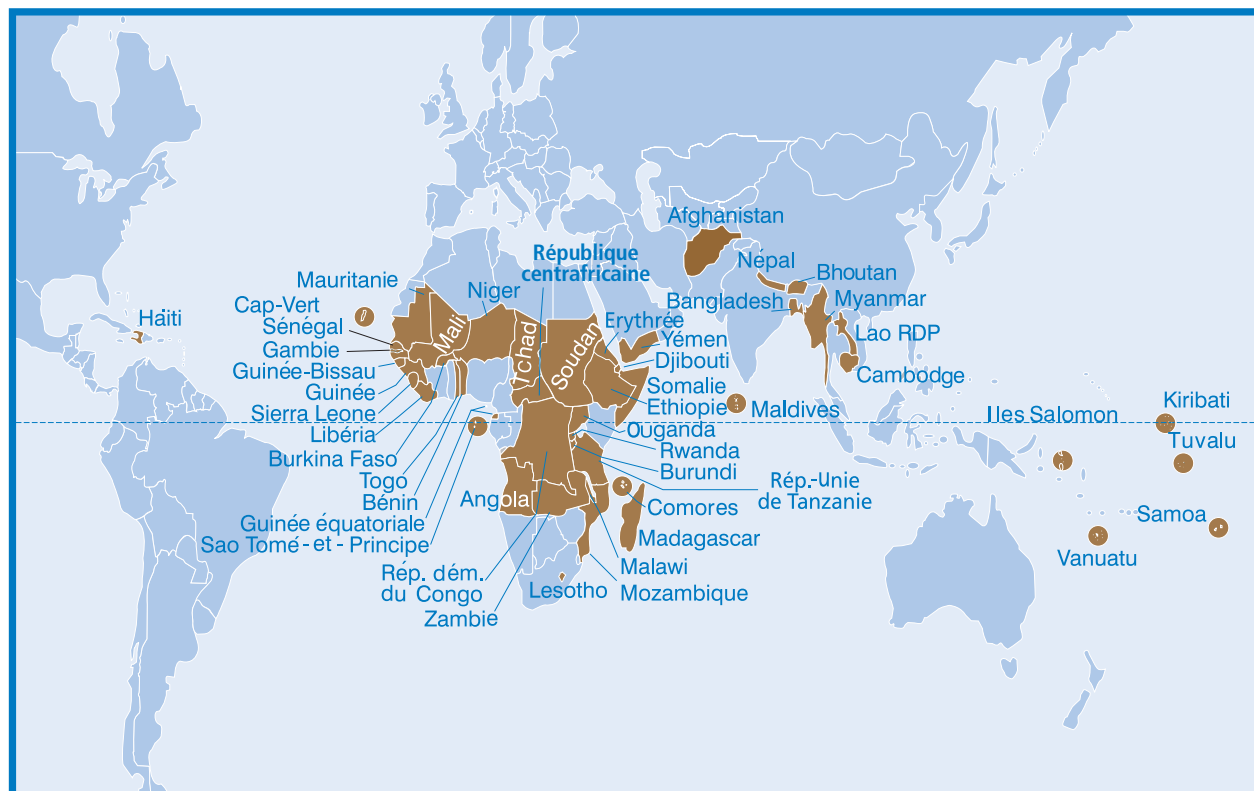 Afghanistan
République
centrafricaine
Népal
Bhoutan
Mauritanie
Niger
Bangladesh
Myanmar
Cap-Vert
Haiti
Mali
Tchad
Soudan
Erythrée
Sénégal
Yémen
Lao RDP
Gambie
Djibouti
Guinée-Bissau
Cambodge
Somalie
Guinée
Ethiopie
Maldives
Iles Salomon
Kiribati
Sierra Leone
Ouganda
Libéria
Tuvalu
Rwanda
Burkina Faso
Burundi
Togo
Rép.-Unie
de Tanzanie
Bénin
Angola
Comores
Guinée équatoriale
Samoa
Sao Tomé-et-Principe
Madagascar
Vanuatu
Malawi
Rép. dém.
du Congo
Lesotho
Mozambique
Zambie